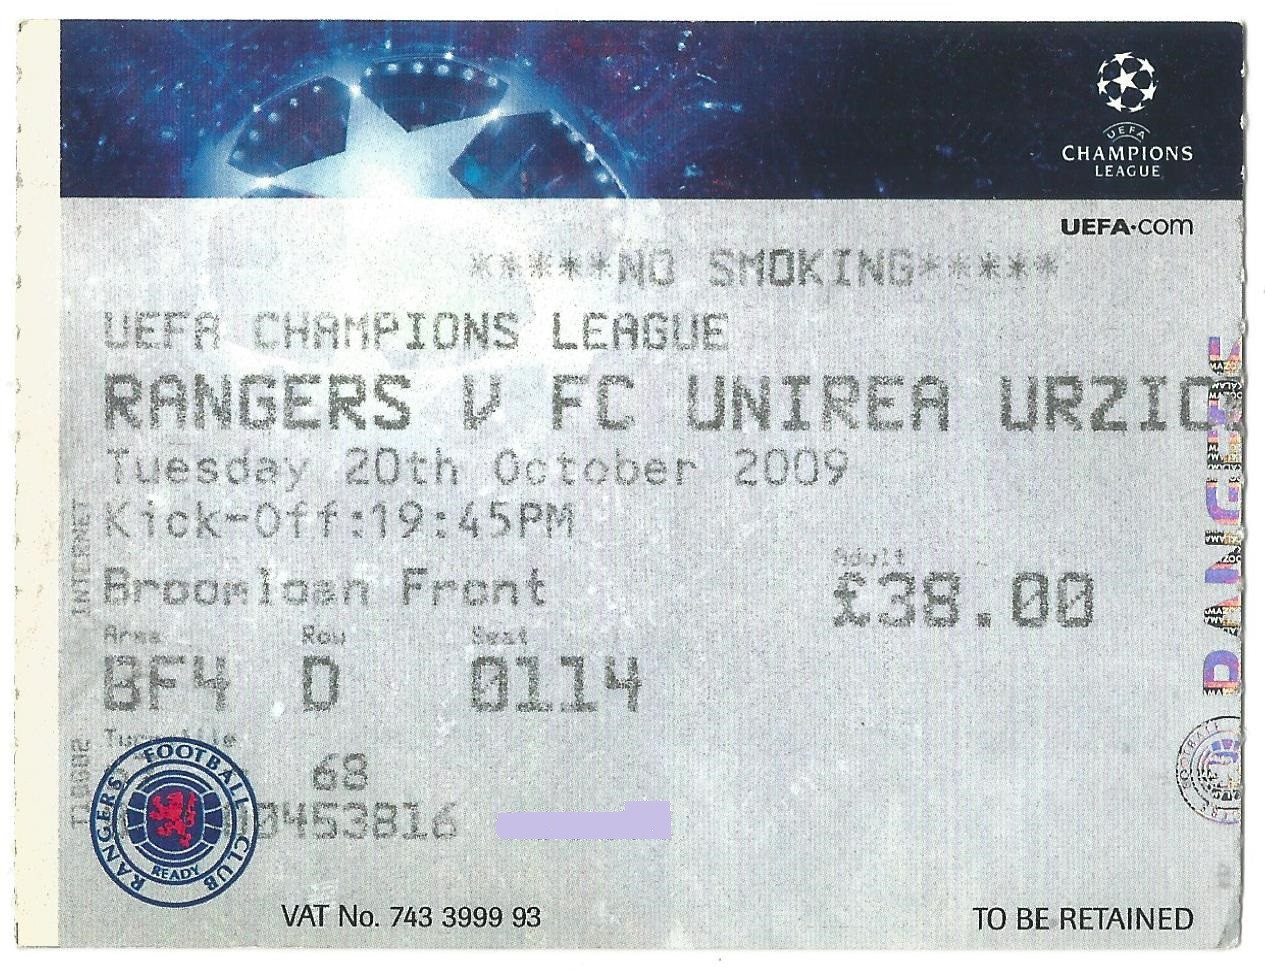 UEFA
CHAMPIONS
LEAGUE
UEFA.com
*****NO SMOKING*****
UEFA CHAMPIONS LEAGUE
RANGERS V FC UNIREA URZIC
Tuesday 20th October 2009
Kick-Off:19:45PM
INTERNET
Broomloan Front
Adult
£38.00
Area Row Seat
BF4 D 0114
Turnstile
68
0453816
RANGERS FOOTBALL CLUB
READY
RANGERS
VAT No. 743 3999 93
TO BE RETAINED